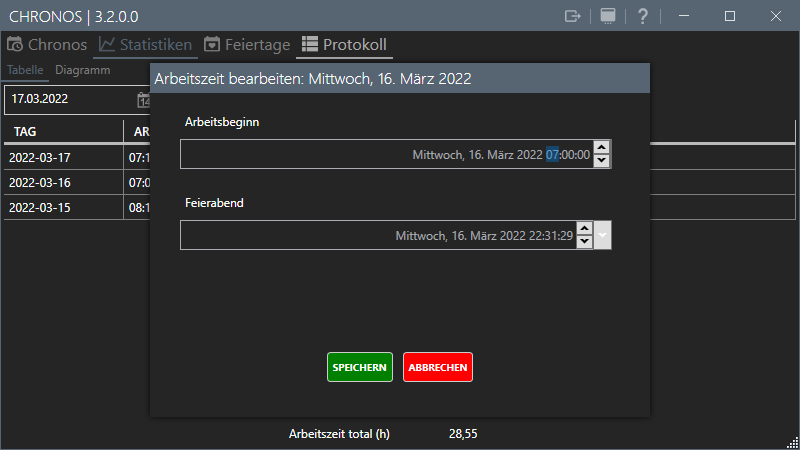 CHRONOS | 3.2.0.0
?
Chronos Statistiken Feiertage Protokoll
Tabelle Diagramm
17.03.2022 14
TAG AR
2022-03-17 07:1
2022-03-16 07:0
2022-03-15 08:1
Arbeitszeit bearbeiten: Mittwoch, 16. März 2022
Arbeitsbeginn
Mittwoch, 16. März 2022 07:00:00
Feierabend
Mittwoch, 16. März 2022 22:31:29
SPEICHERN ABBRECHEN
Arbeitszeit total (h) 28,55